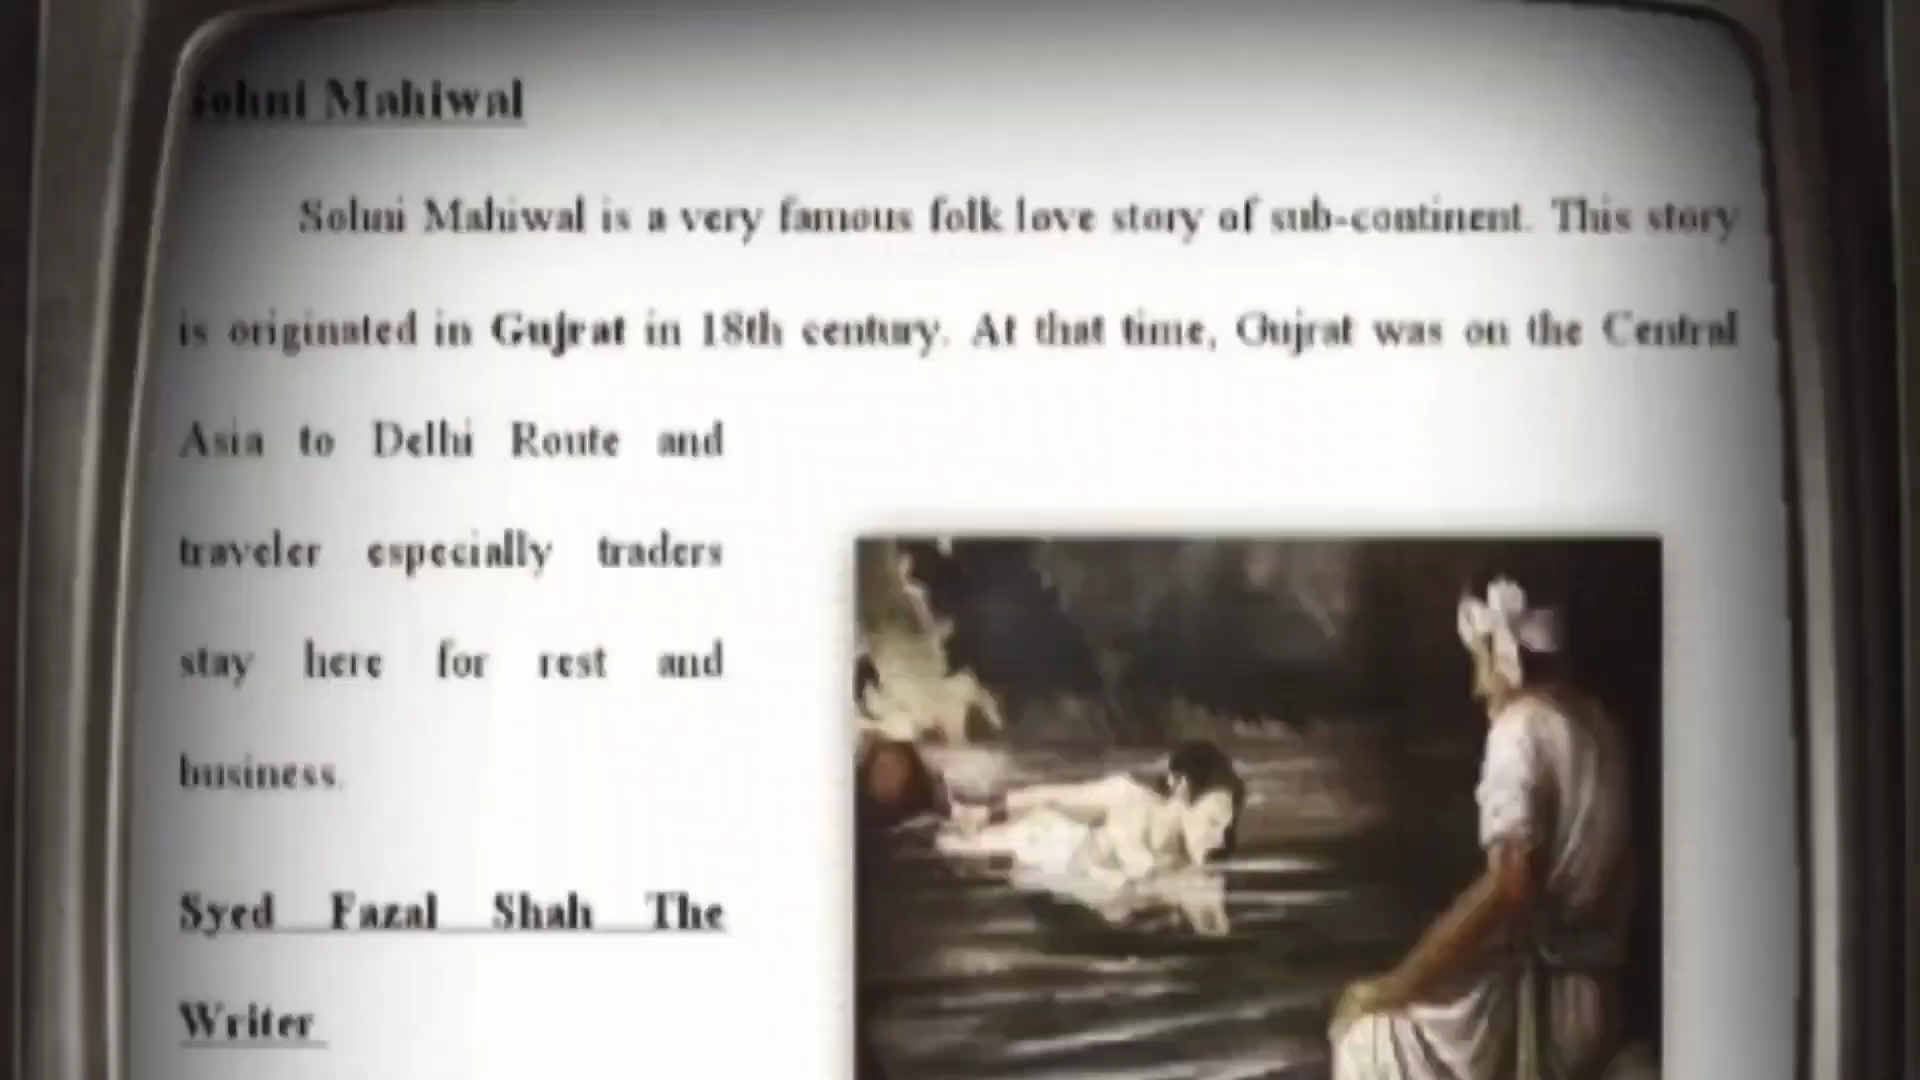 Sohni Mahiwal
Sohni Mahiwal is a very famous folk love story of sub-continent. This story
is originated in Gujrat in 18th century. At that time, Gujrat was on the Central
Asia to Delhi Route and
traveler especially traders
stay here for rest and
business.
Syed Fazal Shah The
Writer